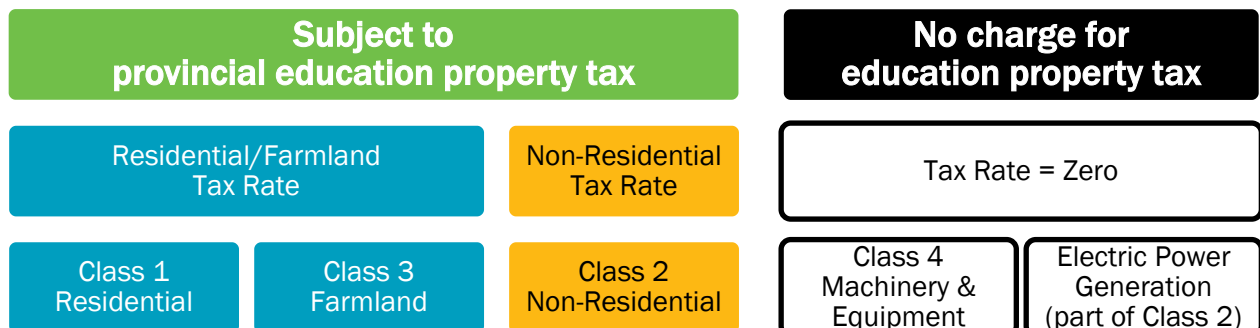 Subject to
provincial education property tax
No charge for
education property tax
Residential/Farmland
Tax Rate
Non-Residential
Tax Rate
Tax Rate = Zero
Class 1
Residential
Class 3
Farmland
Class 2
Non-Residential
Class 4
Machinery &
Equipment
Electric Power
Generation
(part of Class 2)